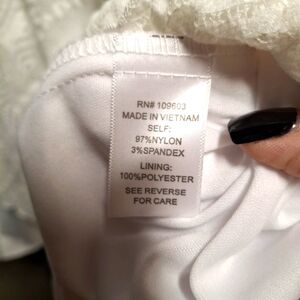 RN# 109603
MADE IN VIETNAM
SELF:
97%NYLON
3%SPANDEX
LINING:
100%POLYESTER
SEE REVERSE
FOR CARE